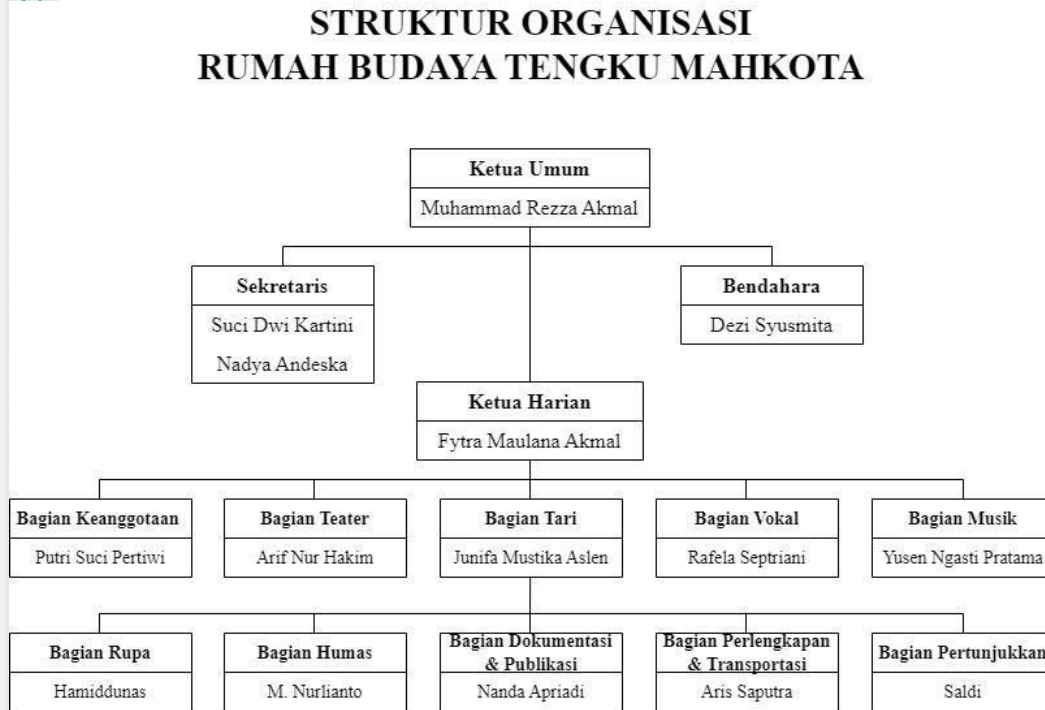 STRUKTUR ORGANISASI
RUMAH BUDAYA TENGKU MAHKOTA
Ketua Umum
Muhammad Rezza Akmal
Sekretaris
Suci Dwi Kartini
Nadya Andeska
Bendahara
Dezi Syusmita
Ketua Harian
Fytra Maulana Akmal
Bagian Keanggotaan
Putri Suci Pertiwi
Bagian Teater
Arif Nur Hakim
Bagian Tari
Junifa Mustika Aslen
Bagian Vokal
Rafela Septriani
Bagian Musik
Yusen Ngasti Pratama
Bagian Rupa
Hamiddunas
Bagian Humas
M. Nurlianto
Bagian Dokumentasi
& Publikasi
Nanda Apriadi
Bagian Perlengkapan
& Transportasi
Aris Saputra
Bagian Pertunjukkan
Saldi